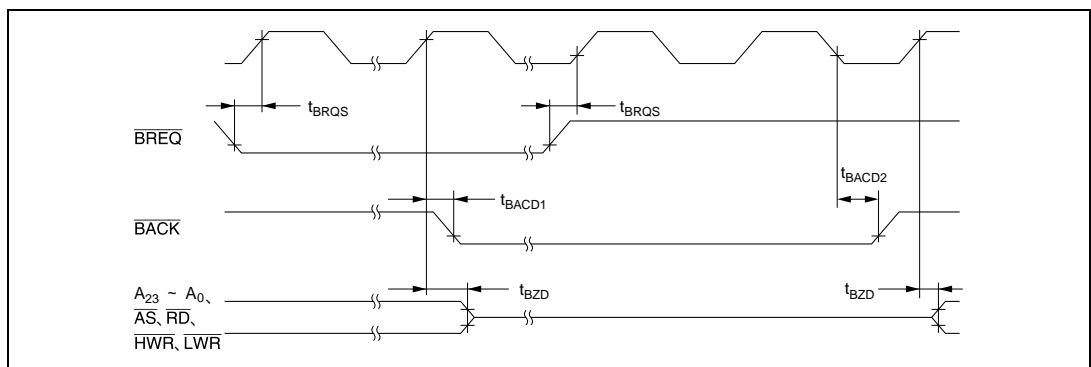 tBRQS tBRQS
BREQ
tBACD2
tBACD1
BACK
A23 ~ A0、
tBZD tBZD
AS、RD、
HWR、LWR